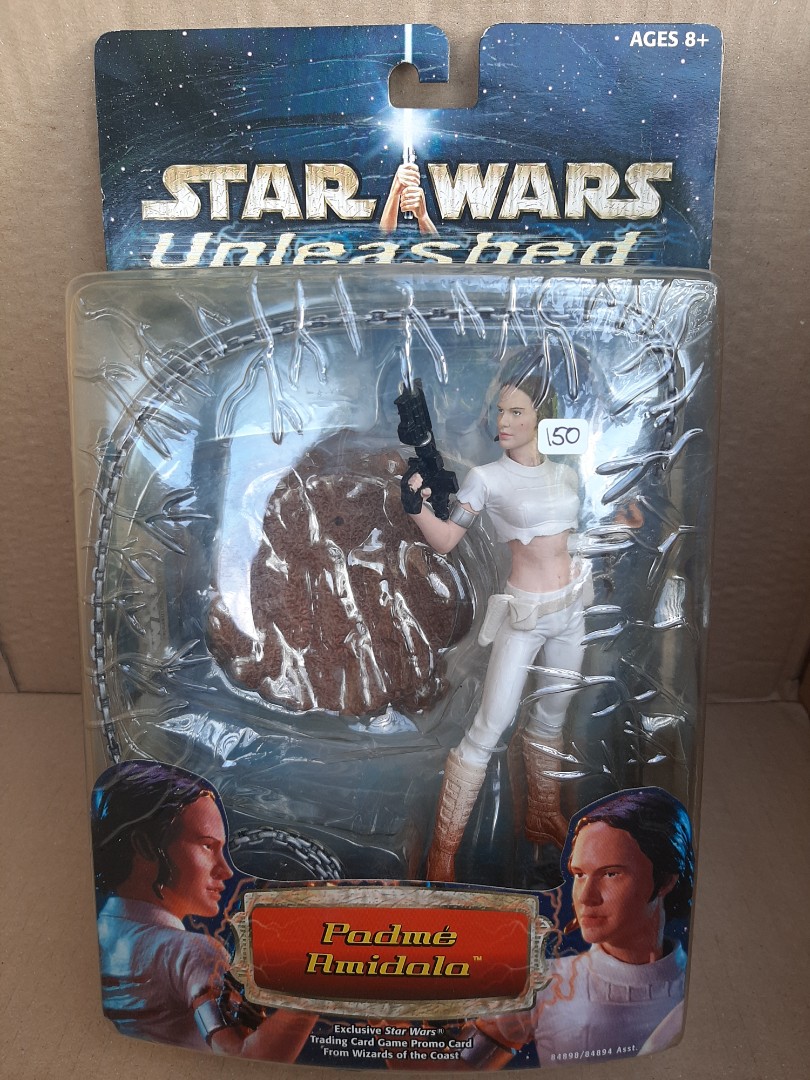 AGES 8+
STAR WARS
Unleashed
150
Padmé
Amidala™
Exclusive Star Wars®
Trading Card Game Promo Card
From Wizards of the Coast
84898/84894 Asst.